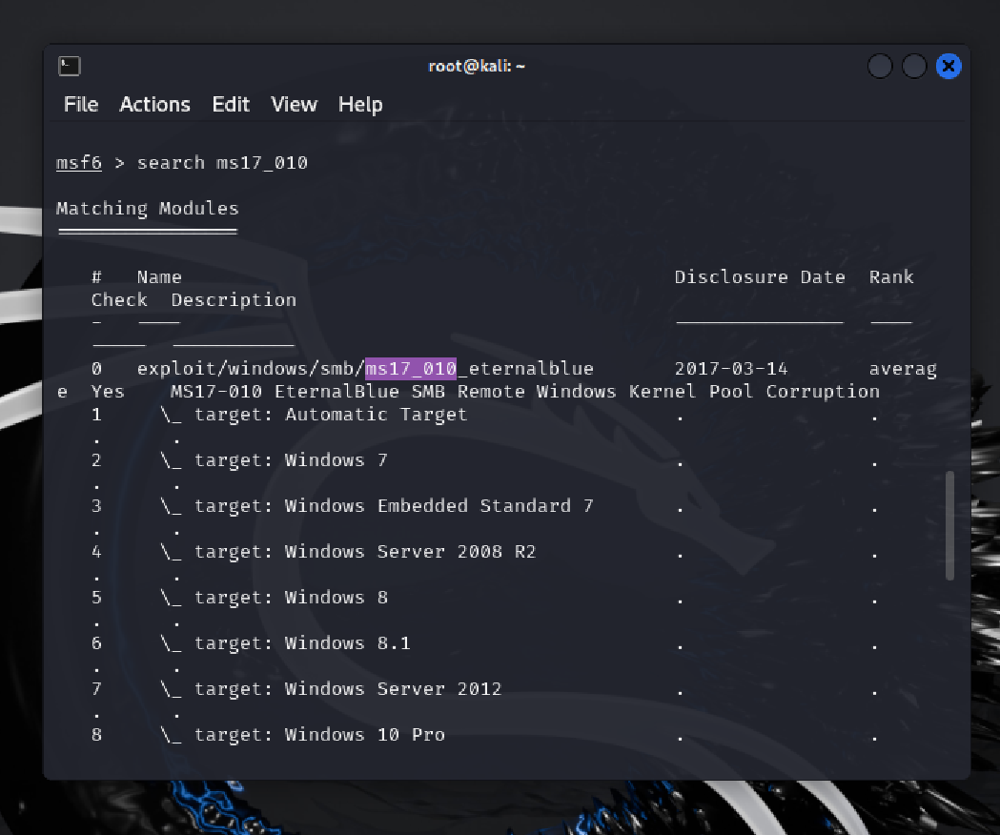 root@kali: ~
File Actions Edit View Help
msf6 > search ms17_010
Matching Modules
================
# Name Disclosure Date Rank
Check Description
- ---- --------------- ----
----- -----------
0 exploit/windows/smb/ms17_010_eternalblue 2017-03-14 averag
e Yes MS17-010 EternalBlue SMB Remote Windows Kernel Pool Corruption
1 \_ target: Automatic Target . .
. .
2 \_ target: Windows 7 . .
. .
3 \_ target: Windows Embedded Standard 7 . .
. .
4 \_ target: Windows Server 2008 R2 . .
. .
5 \_ target: Windows 8 . .
. .
6 \_ target: Windows 8.1 . .
. .
7 \_ target: Windows Server 2012 . .
. .
8 \_ target: Windows 10 Pro . .